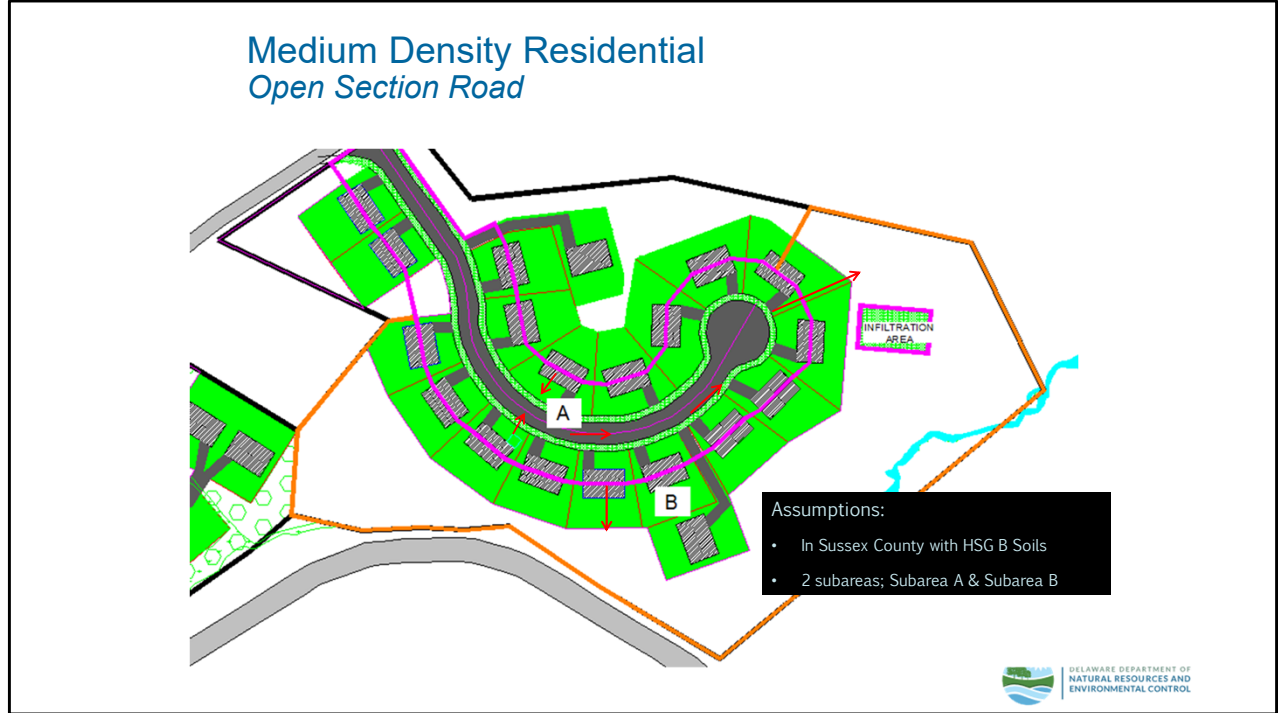 Medium Density Residential
Open Section Road
INFILTRATION
AREA
A
B
Assumptions:
• In Sussex County with HSG B Soils
• 2 subareas; Subarea A & Subarea B
DELAWARE DEPARTMENT OF
NATURAL RESOURCES AND
ENVIRONMENTAL CONTROL